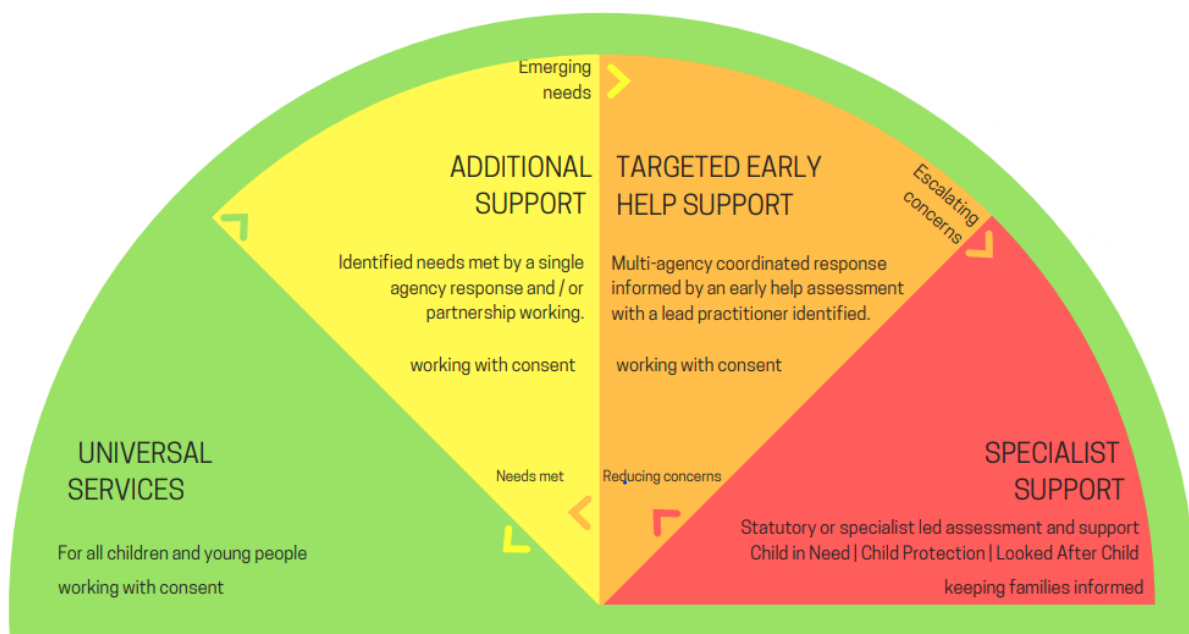 Emerging
needs
ADDITIONAL
SUPPORT
Identified needs met by a single
agency response and / or
partnership working.
working with consent
Needs met
TARGETED EARLY
HELP SUPPORT
Multi-agency coordinated response
informed by an early help assessment
with a lead practitioner identified.
working with consent
Reducing concerns
Escalating
concerns
UNIVERSAL
SERVICES
For all children and young people
working with consent
SPECIALIST
SUPPORT
Statutory or specialist led assessment and support
Child in Need | Child Protection | Looked After Child
keeping families informed